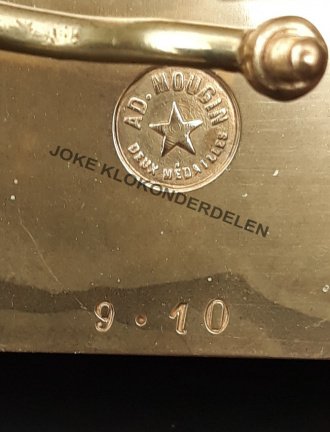 AD. MOUGIN
DEUX MÉDAILLES
JOKE KLOKONDERDELEN
9 · 10